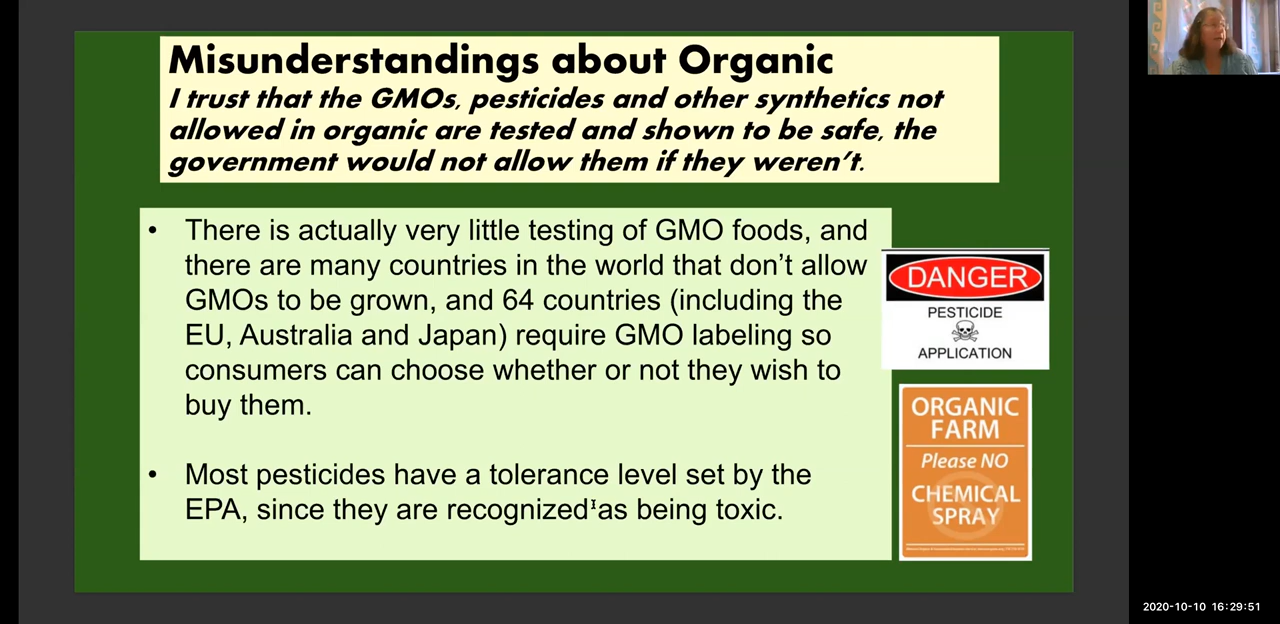 Misunderstandings about Organic
I trust that the GMOs, pesticides and other synthetics not
allowed in organic are tested and shown to be safe, the
government would not allow them if they weren't.
• There is actually very little testing of GMO foods, and
there are many countries in the world that don't allow
GMOs to be grown, and 64 countries (including the
EU, Australia and Japan) require GMO labeling so
consumers can choose whether or not they wish to
buy them.
• Most pesticides have a tolerance level set by the
EPA, since they are recognized as being toxic.
DANGER
PESTICIDE
APPLICATION
ORGANIC
FARM
Please NO
CHEMICAL
SPRAY
2020-10-10 16:29:51